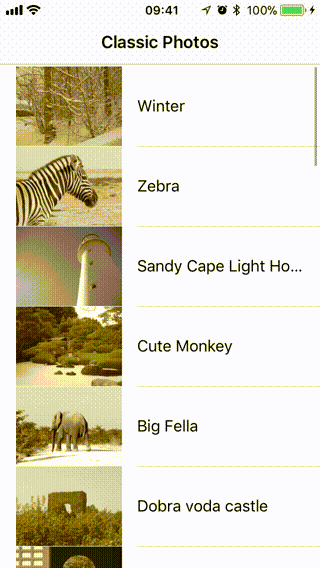 09:41
100%
Classic Photos
Winter
Zebra
Sandy Cape Light Ho...
Cute Monkey
Big Fella
Dobra voda castle